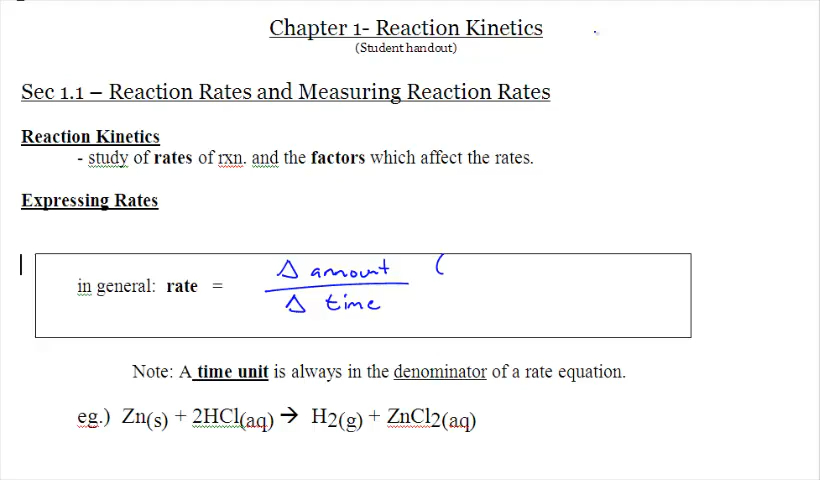 Chapter 1- Reaction Kinetics
(Student handout)
Sec 1.1 – Reaction Rates and Measuring Reaction Rates
Reaction Kinetics
- study of rates of rxn. and the factors which affect the rates.
Expressing Rates
in general: rate = Δ amount (
Δ time
Note: A time unit is always in the denominator of a rate equation.
eg.) Zn(s) + 2HCl(aq) → H2(g) + ZnCl2(aq)